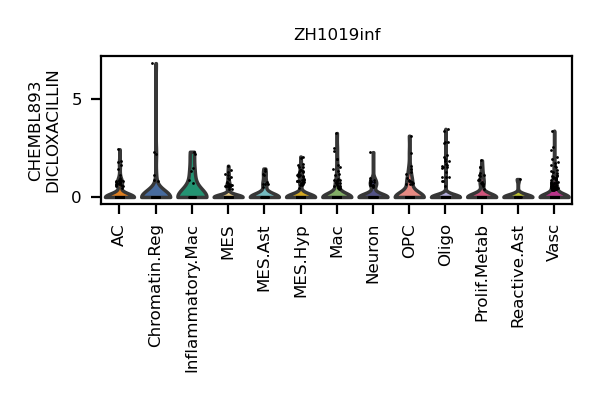 ZH1019inf
CHEMBL893
DICLOXACILLIN
5
0
AC
Chromatin.Reg
Inflammatory.Mac
MES
MES.Ast
MES.Hyp
Mac
Neuron
OPC
Oligo
Prolif.Metab
Reactive.Ast
Vasc